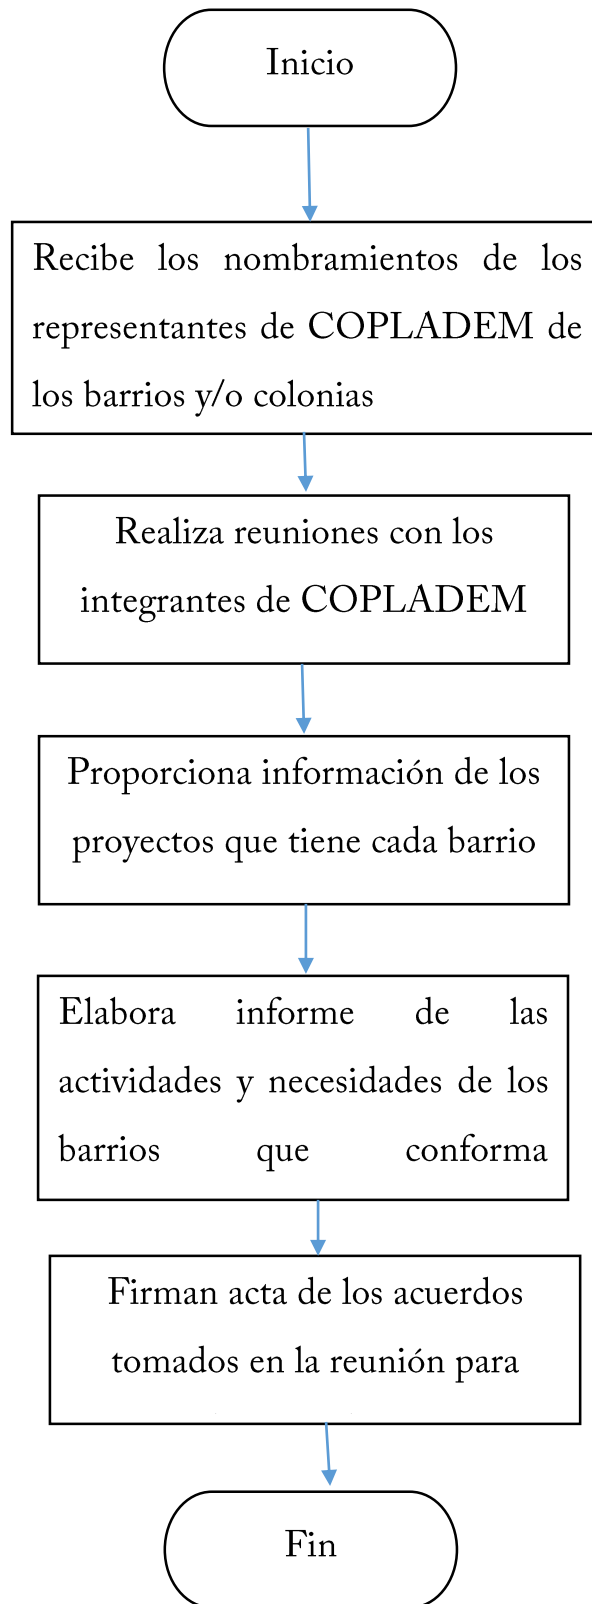 Inicio
Recibe los nombramientos de los
representantes de COPLADEM de
los barrios y/o colonias
Realiza reuniones con los
integrantes de COPLADEM
Proporciona información de los
proyectos que tiene cada barrio
Elabora informe de las
actividades y necesidades de los
barrios que conforma
Firman acta de los acuerdos
tomados en la reunión para
Fin